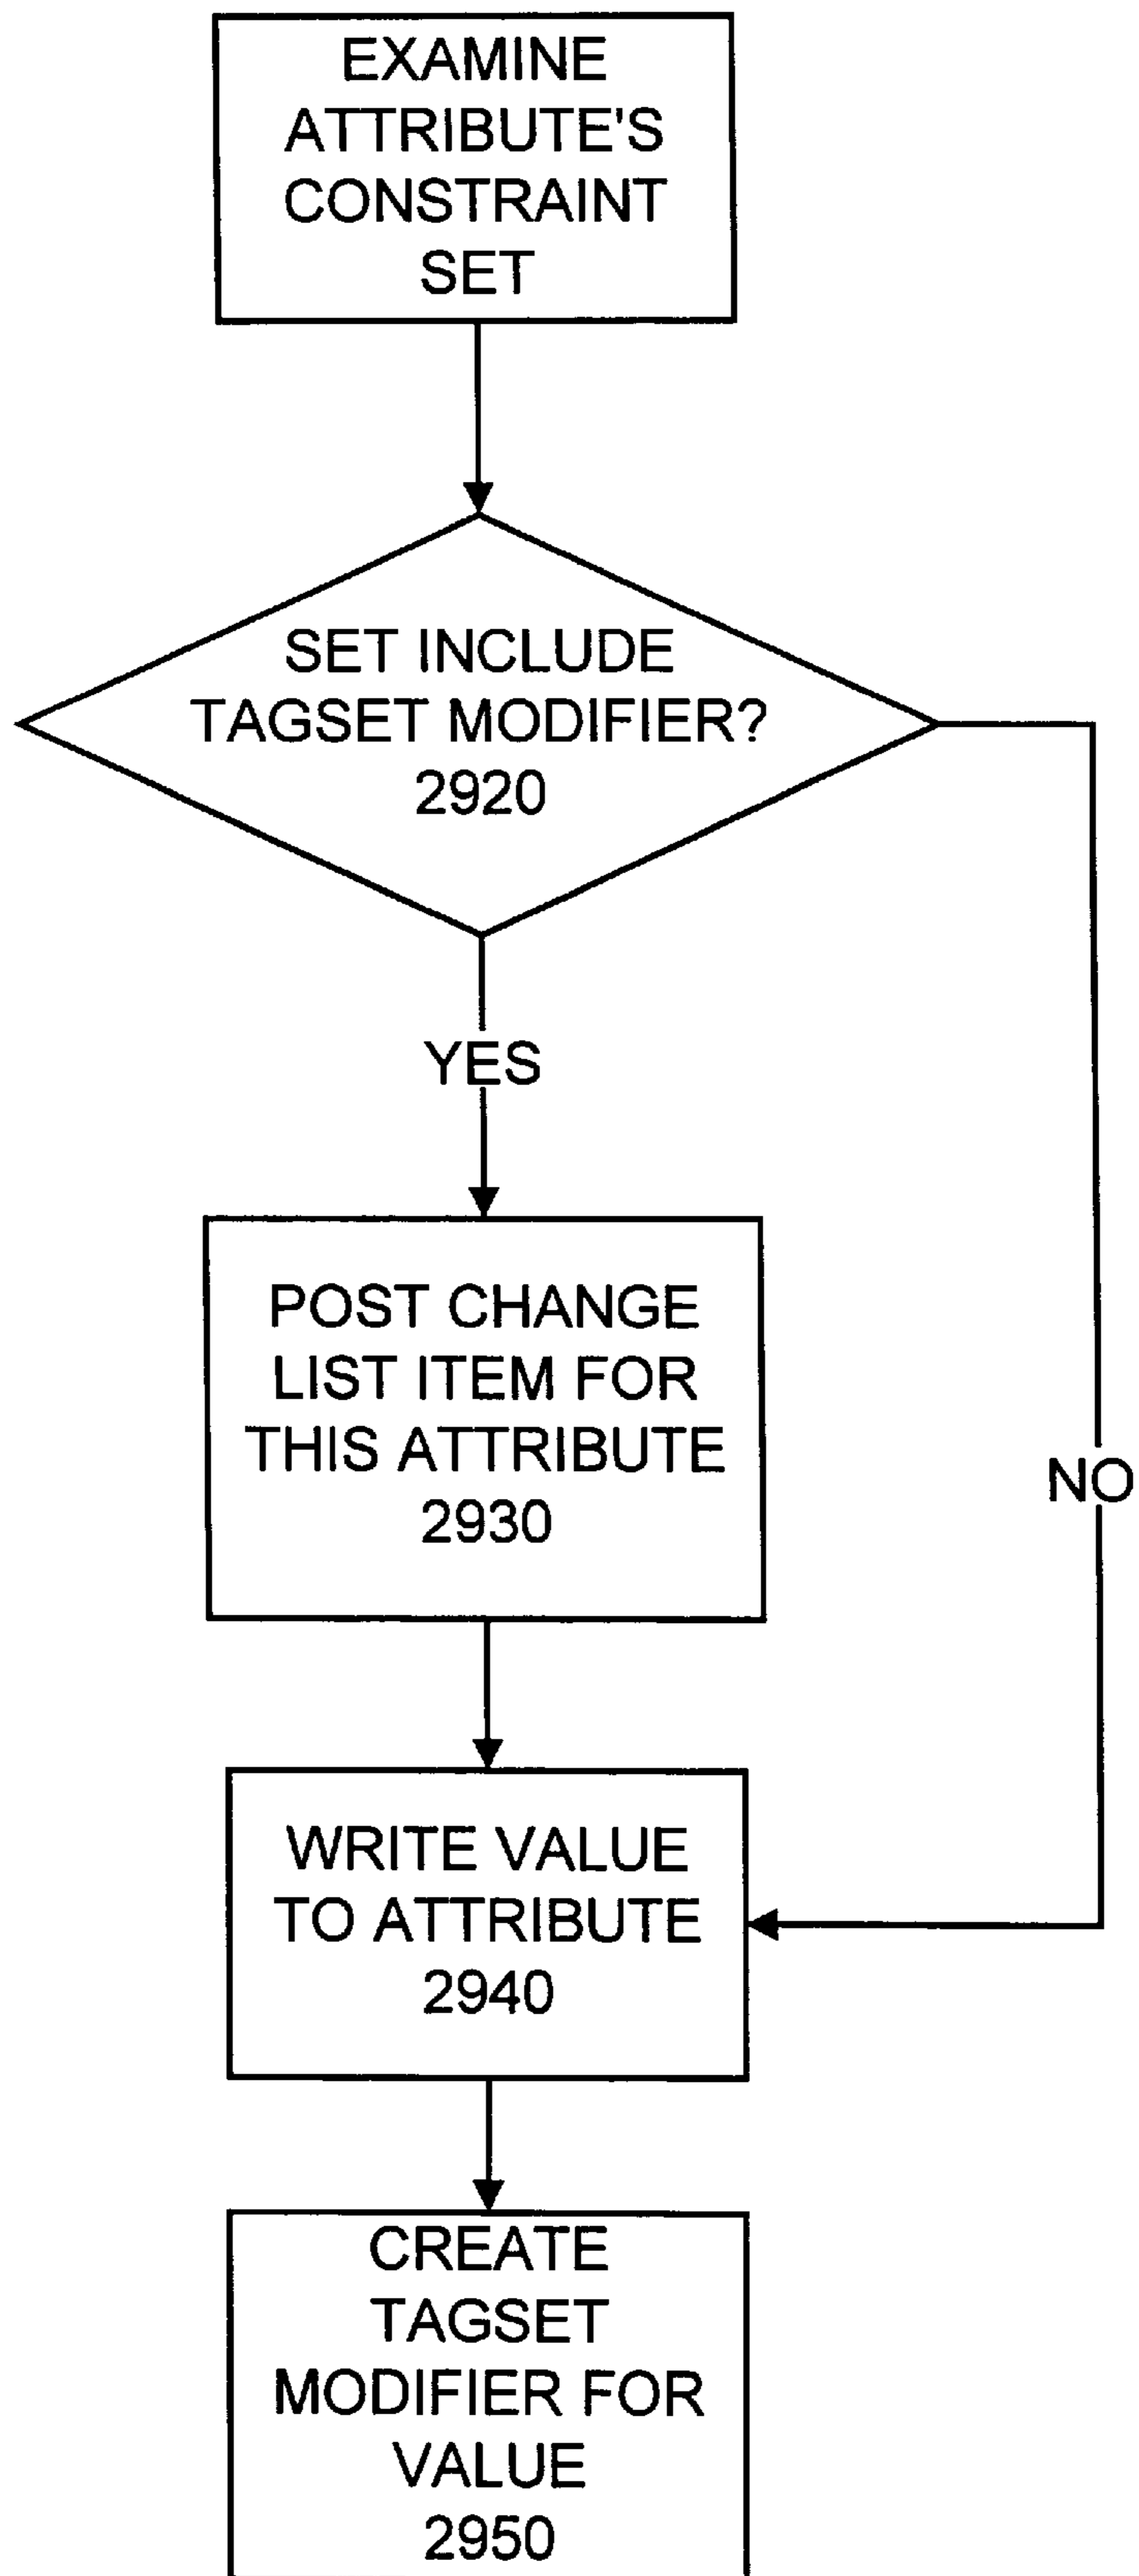 EXAMINE
ATTRIBUTE'S
CONSTRAINT
SET
SET INCLUDE
TAGSET MODIFIER?
2920
YES
POST CHANGE
LIST ITEM FOR
THIS ATTRIBUTE
2930
NO
WRITE VALUE
TO ATTRIBUTE
2940
CREATE
TAGSET
MODIFIER FOR
VALUE
2950